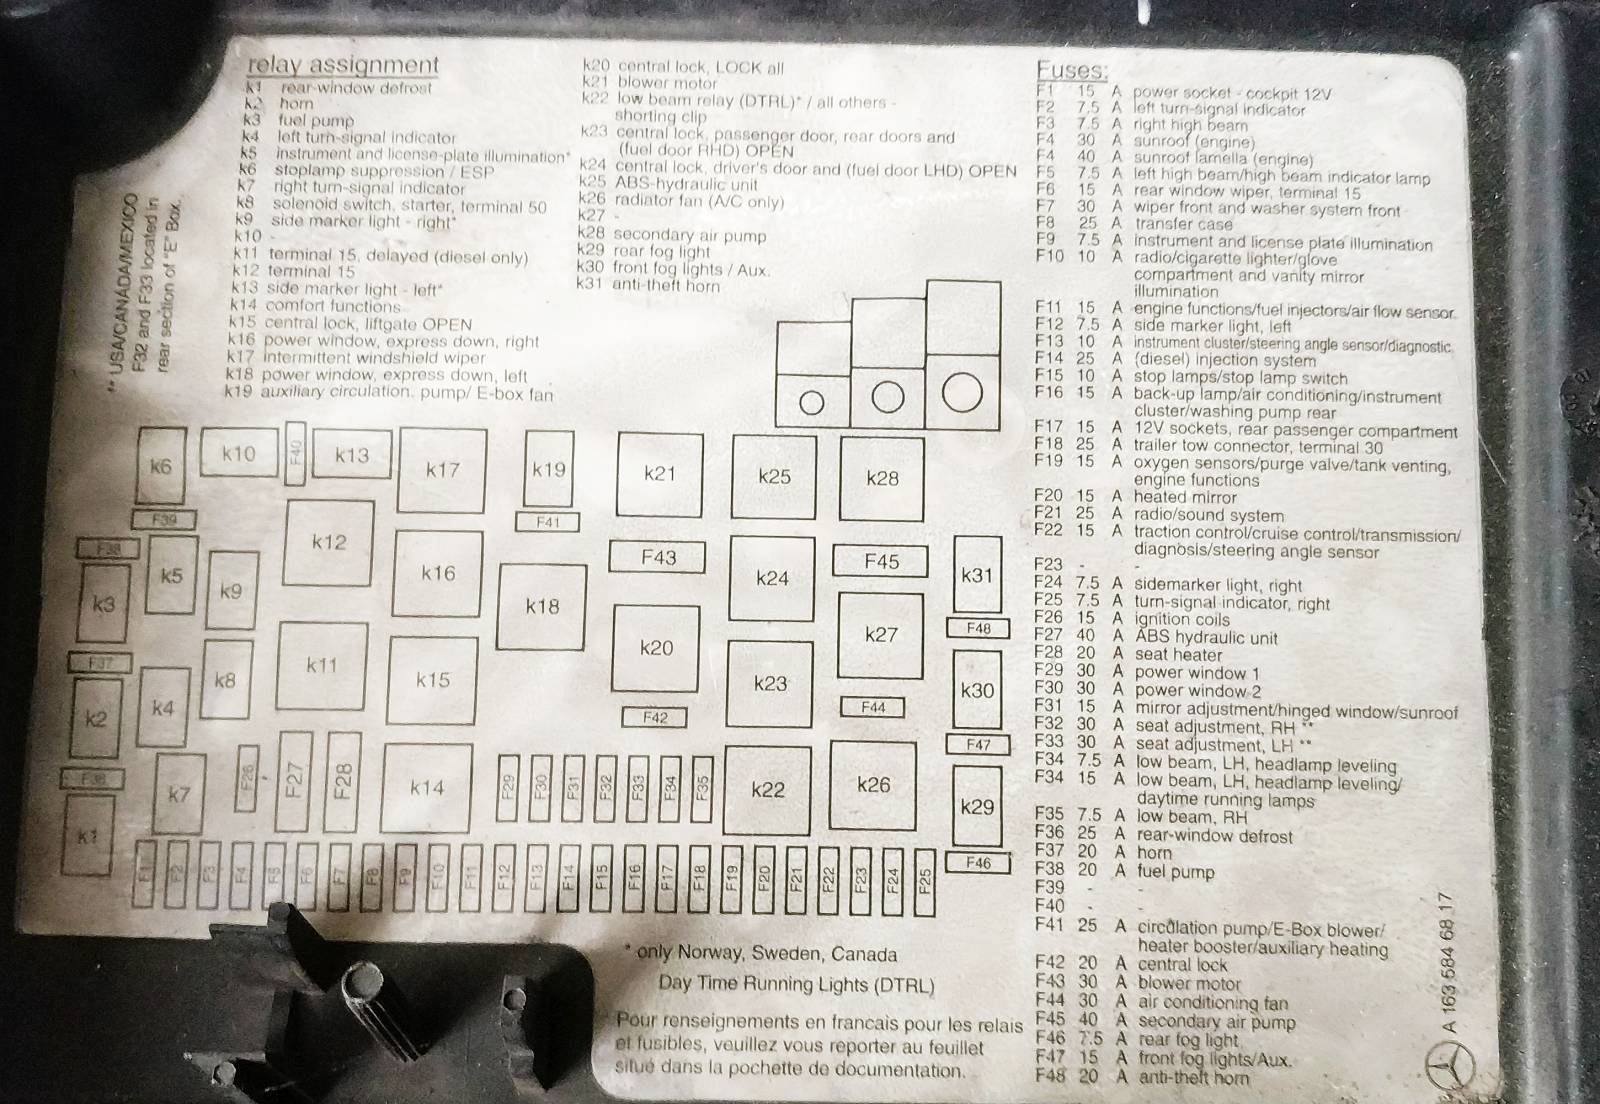 relay assignment
k1 rear-window defrost
k2 horn
k3 fuel pump
k4 left turn-signal indicator
k5 instrument and license-plate illumination*
k6 stoplamp suppression / ESP
k7 right turn-signal indicator
k8 solenoid switch, starter, terminal 50
k9 side marker light - right*
k10 -
k11 terminal 15, delayed (diesel only)
k12 terminal 15
k13 side marker light - left*
k14 comfort functions
k15 central lock, liftgate OPEN
k16 power window, express down, right
k17 intermittent windshield wiper
k18 power window, express down, left
k19 auxiliary circulation. pump/ E-box fan
k20 central lock, LOCK all
k21 blower motor
k22 low beam relay (DTRL)* / all others -
shorting clip
k23 central lock, passenger door, rear doors and
(fuel door RHD) OPEN
k24 central lock, driver's door and (fuel door LHD) OPEN
k25 ABS-hydraulic unit
k26 radiator fan (A/C only)
k27 -
k28 secondary air pump
k29 rear fog light
k30 front fog lights / Aux.
k31 anti-theft horn
** USA/CANADA/MEXICO
F32 and F33 located in
rear section of "E" Box.
Fuses:
F1 15 A power socket - cockpit 12V
F2 7.5 A left turn-signal indicator
F3 7.5 A right high beam
F4 30 A sunroof (engine)
F4 40 A sunroof lamella (engine)
F5 7.5 A left high beam/high beam indicator lamp
F6 15 A rear window wiper, terminal 15
F7 30 A wiper front and washer system front
F8 25 A transfer case
F9 7.5 A instrument and license plate illumination
F10 10 A radio/cigarette lighter/glove
compartment and vanity mirror
illumination
F11 15 A engine functions/fuel injectors/air flow sensor
F12 7.5 A side marker light, left
F13 10 A instrument cluster/steering angle sensor/diagnostic
F14 25 A (diesel) injection system
F15 10 A stop lamps/stop lamp switch
F16 15 A back-up lamp/air conditioning/instrument
cluster/washing pump rear
F17 15 A 12V sockets, rear passenger compartment
F18 25 A trailer tow connector, terminal 30
F19 15 A oxygen sensors/purge valve/tank venting,
engine functions
F20 15 A heated mirror
F21 25 A radio/sound system
F22 15 A traction control/cruise control/transmission/
diagnosis/steering angle sensor
F23 - -
F24 7.5 A sidemarker light, right
F25 7.5 A turn-signal indicator, right
F26 15 A ignition coils
F27 40 A ABS hydraulic unit
F28 20 A seat heater
F29 30 A power window 1
F30 30 A power window 2
F31 15 A mirror adjustment/hinged window/sunroof
F32 30 A seat adjustment, RH **
F33 30 A seat adjustment, LH **
F34 7.5 A low beam, LH, headlamp leveling
F34 15 A low beam, LH, headlamp leveling/
daytime running lamps
F35 7.5 A low beam, RH
F36 25 A rear-window defrost
F37 20 A horn
F38 20 A fuel pump
F39 - -
F40 - -
F41 25 A circulation pump/E-Box blower/
heater booster/auxiliary heating
F42 20 A central lock
F43 30 A blower motor
F44 30 A air conditioning fan
F45 40 A secondary air pump
F46 7.5 A rear fog light
F47 15 A front fog lights/Aux.
F48 20 A anti-theft horn
k6 k10 F40 k13 k17 k19 k21 k25 k28
F39 F41
F38 k5 k12 k16 F43 k24 F45 k31
k3 k9 k18 F48
F37 k20 k27
k2 k4 k8 k11 k15 k23 k30
F42 F44
F36 k7 F26 F27 F28 k14 F29 F30 F31 F32 F33 F34 F35 k22 k26 F47
k1 k29
F1 F2 F3 F4 F5 F6 F7 F8 F9 F10 F11 F12 F13 F14 F15 F16 F17 F18 F19 F20 F21 F22 F23 F24 F25 F46
* only Norway, Sweden, Canada
Day Time Running Lights (DTRL)
Pour renseignements en francais pour les relais
et fusibles, veuillez vous reporter au feuillet
situé dans la pochette de documentation.
A 163 584 68 17